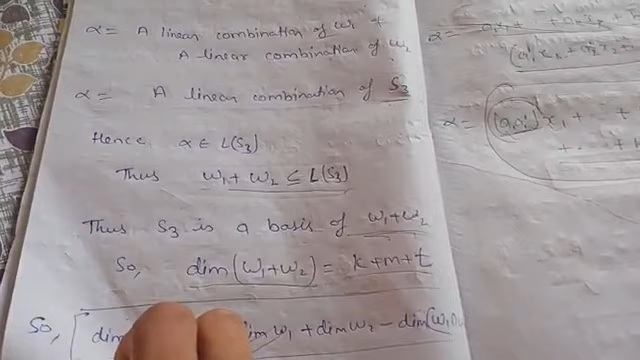 α = A linear combination of w₁ +
A linear combination of w₂
α = A linear combination of S₃
Hence α ∈ L(S₃)
Thus w₁ + w₂ ⊆ L(S₃)
Thus S₃ is a basis of w₁+w₂
So, dim(w₁+w₂) = k+m+t
So, dim w₁ + dim w₂ − dim(w₁∩
α =
α =